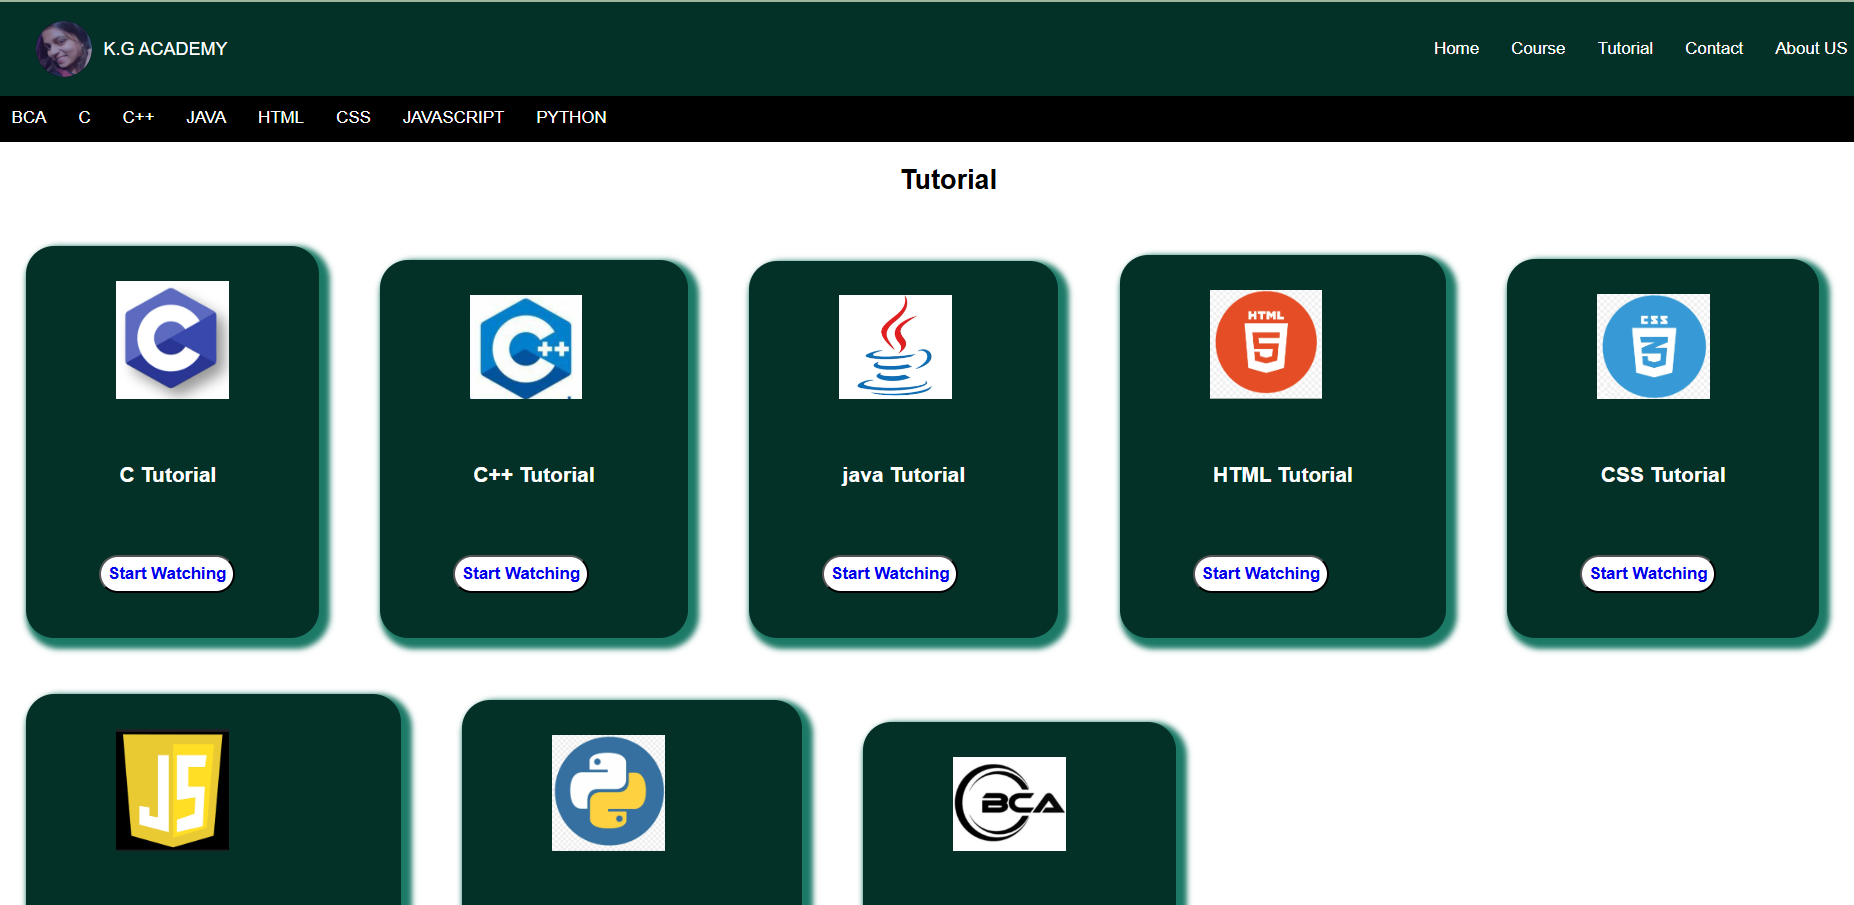 K.G ACADEMY Home Course Tutorial Contact About US
BCA C C++ JAVA HTML CSS JAVASCRIPT PYTHON
Tutorial
C
C++
HTML
5
CSS
3
C Tutorial
C++ Tutorial
java Tutorial
HTML Tutorial
CSS Tutorial
Start Watching
Start Watching
Start Watching
Start Watching
Start Watching
JS
BCA